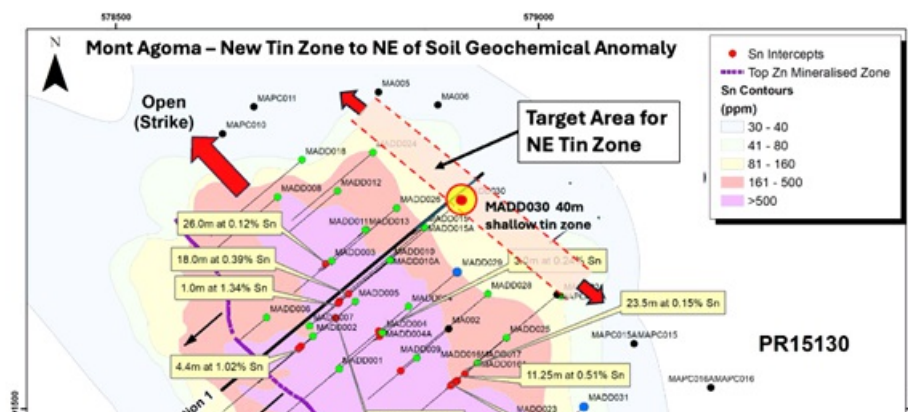 578500
579000
N
Mont Agoma – New Tin Zone to NE of Soil Geochemical Anomaly
Sn Intercepts
Top Zn Mineralised Zone
Sn Contours
(ppm)
30 - 40
41 - 80
81 - 160
161 - 500
>500
MA005
MA006
MAPC011
MAPC010
Open
(Strike)
Target Area for
NE Tin Zone
MADD018
MADD024
MADD008
MADD012
MADD026
MADD030 40m
shallow tin zone
26.0m at 0.12% Sn
MADD011
MADD013
MADD015A
MADD003
MADD010
MADD010A
18.0m at 0.39% Sn
MADD029
1.0m at 1.34% Sn
MADD005
MADD028
23.5m at 0.15% Sn
MADD006
MADD007
MADD002
MADD004
MADD004A
MA002
MADD025
MAPC015A
MAPC015
PR15130
4.4m at 1.02% Sn
MADD001
MADD009
MADD017
11.25m at 0.51% Sn
MAPC016A
MAPC016
MADD023
MADD031